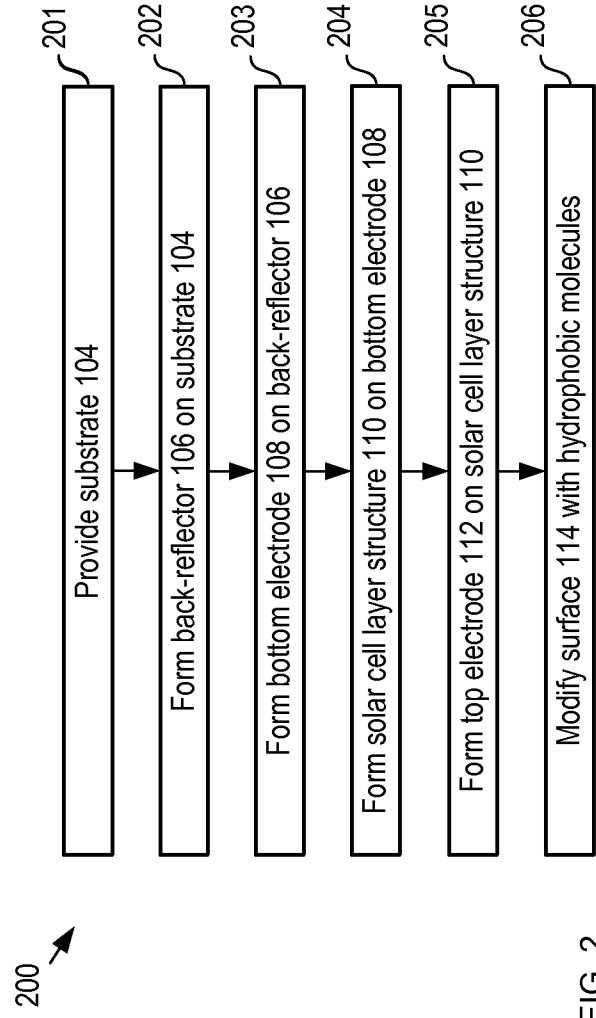 200
201
Provide substrate 104
202
Form back-reflector 106 on substrate 104
203
Form bottom electrode 108 on back-reflector 106
204
Form solar cell layer structure 110 on bottom electrode 108
205
Form top electrode 112 on solar cell layer structure 110
206
Modify surface 114 with hydrophobic molecules
FIG. 2